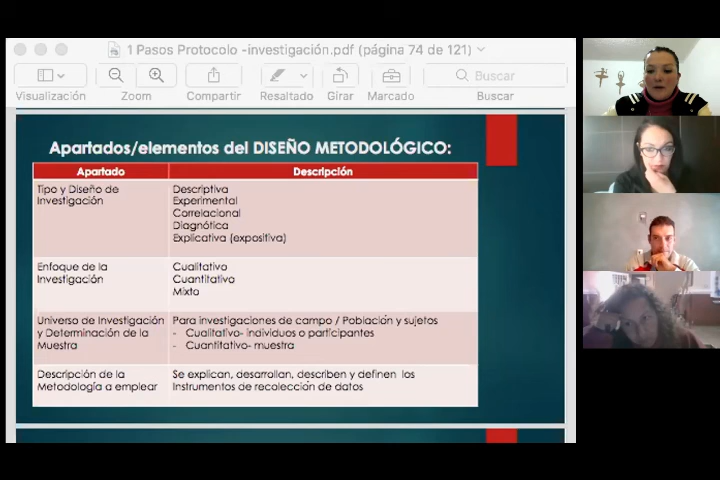 1 Pasos Protocolo -investigación.pdf (página 74 de 121)
Visualización Zoom Compartir Resaltado Girar Marcado Buscar
Buscar
Apartados/elementos del DISEÑO METODOLÓGICO:
Apartado Descripción
Tipo y Diseño de
Investigación
Descriptiva
Experimental
Correlacional
Diagnóstica
Explicativa (expositiva)
Enfoque de la
Investigación
Cualitativo
Cuantitativo
Mixto
Universo de Investigación
y Determinación de la
Muestra
Para investigaciones de campo / Población y sujetos
- Cualitativo- individuos o participantes
- Cuantitativo- muestra
Descripción de la
Metodología a emplear
Se explican, desarrollan, describen y definen los
Instrumentos de recolección de datos